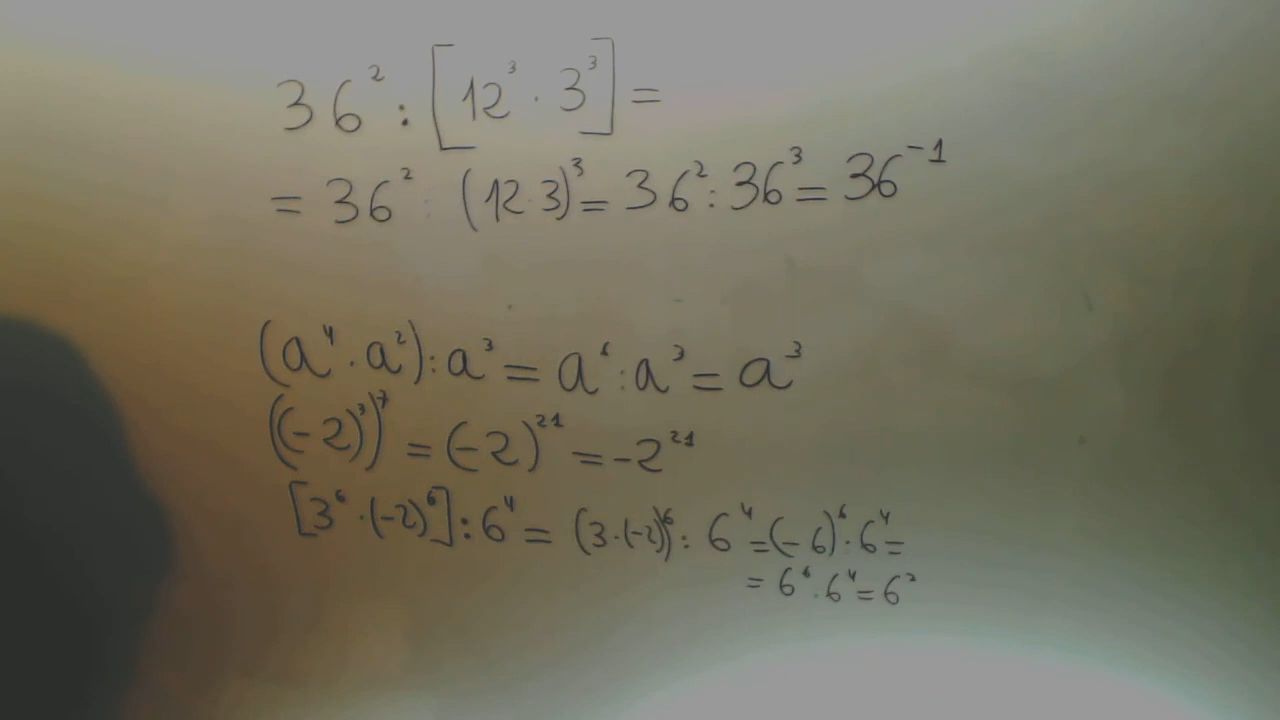 36² : [12³ · 3³] =
= 36² : (12·3)³ = 36² : 36³ = 36⁻¹
(a⁴ · a²) : a³ = a⁶ : a³ = a³
((-2)³)⁷ = (-2)²¹ = -2²¹
[3⁶ · (-2)⁶] : 6⁴ = (3·(-2))⁶ : 6⁴ = (-6)⁶ · 6⁴ =
= 6⁶ · 6⁴ = 6²